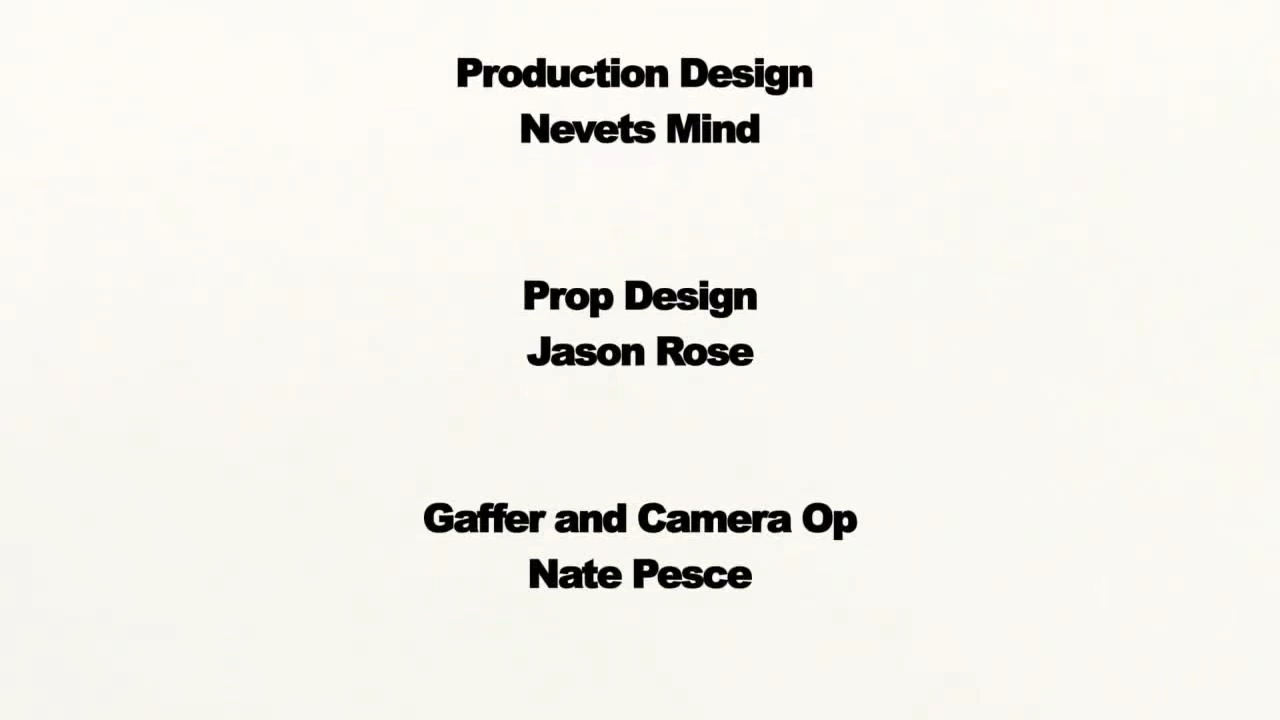 Production Design
Nevets Mind
Prop Design
Jason Rose
Gaffer and Camera Op
Nate Pesce